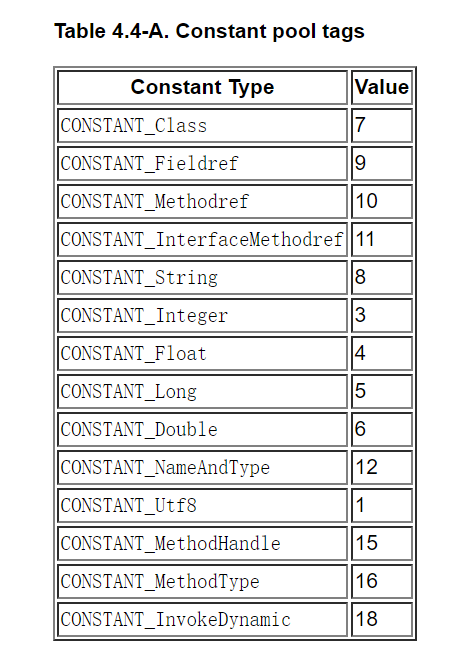 Table 4.4-A. Constant pool tags
Constant Type Value
CONSTANT_Class 7
CONSTANT_Fieldref 9
CONSTANT_Methodref 10
CONSTANT_InterfaceMethodref 11
CONSTANT_String 8
CONSTANT_Integer 3
CONSTANT_Float 4
CONSTANT_Long 5
CONSTANT_Double 6
CONSTANT_NameAndType 12
CONSTANT_Utf8 1
CONSTANT_MethodHandle 15
CONSTANT_MethodType 16
CONSTANT_InvokeDynamic 18